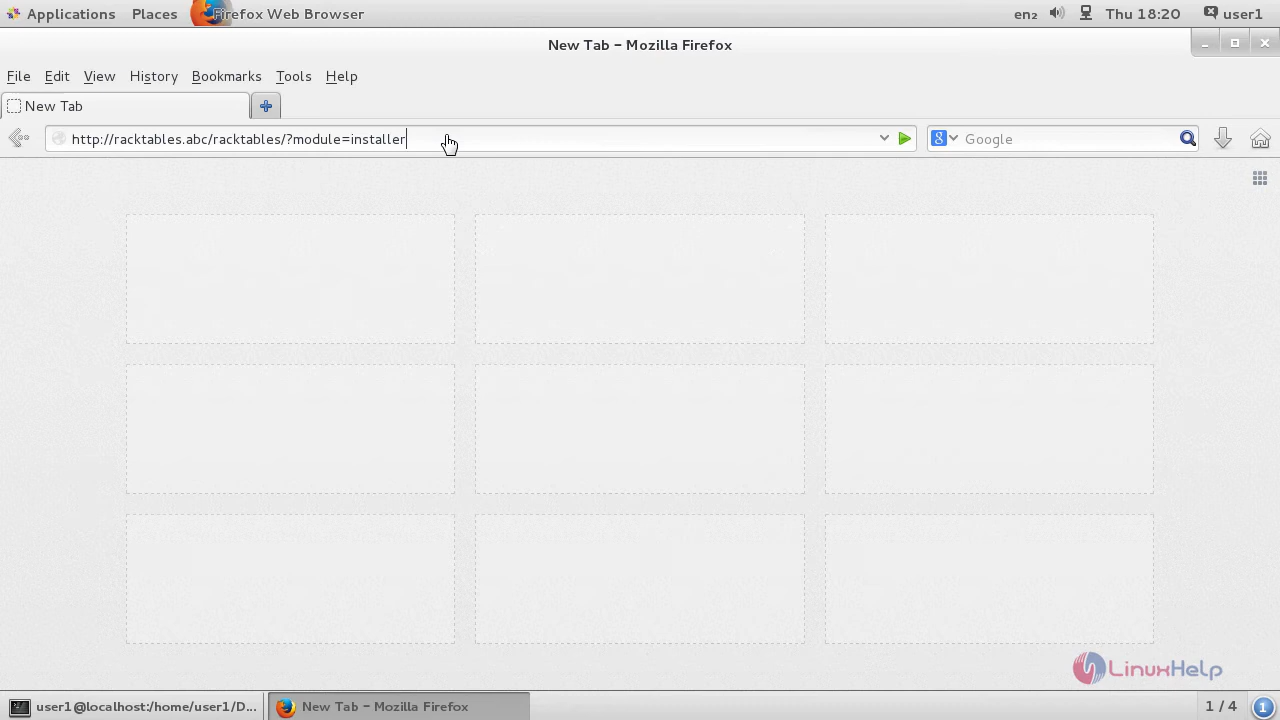 Applications Places Firefox Web Browser en₂ Thu 18:20 user1
New Tab - Mozilla Firefox
File Edit View History Bookmarks Tools Help
New Tab
http://racktables.abc/racktables/?module=installer Google
LinuxHelp
user1@localhost:/home/user1/D... New Tab - Mozilla Firefox 1 / 4 1